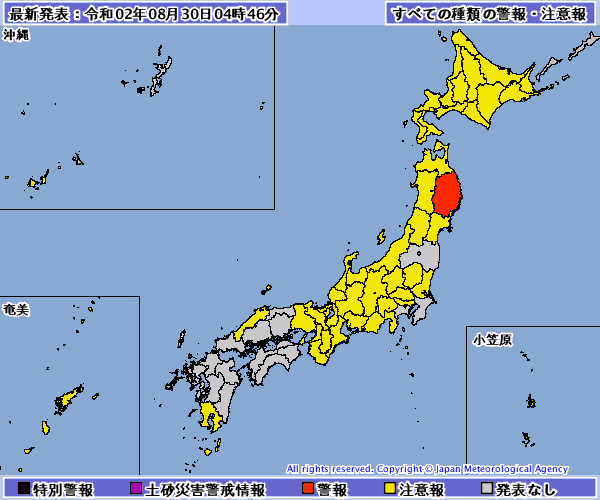 最新発表：令和02年08月30日04時46分
すべての種類の警報・注意報
沖縄
奄美
小笠原
All rights reserved. Copyright © Japan Meteorological Agency
特別警報 土砂災害警戒情報 警報 注意報 発表なし